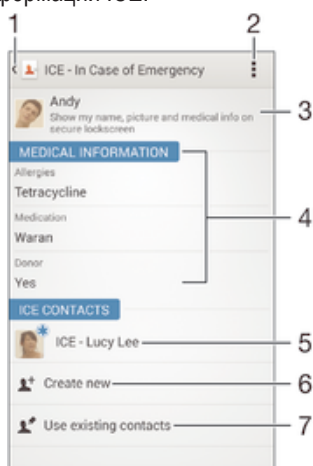 формации ICE.
1
2
ICE - In Case of Emergency
Andy
Show my name, picture and medical info on
secure lockscreen
3
MEDICAL INFORMATION
Allergies
Tetracycline
4
Medication
Waran
Donor
Yes
ICE CONTACTS
ICE - Lucy Lee
5
Create new
6
Use existing contacts
7